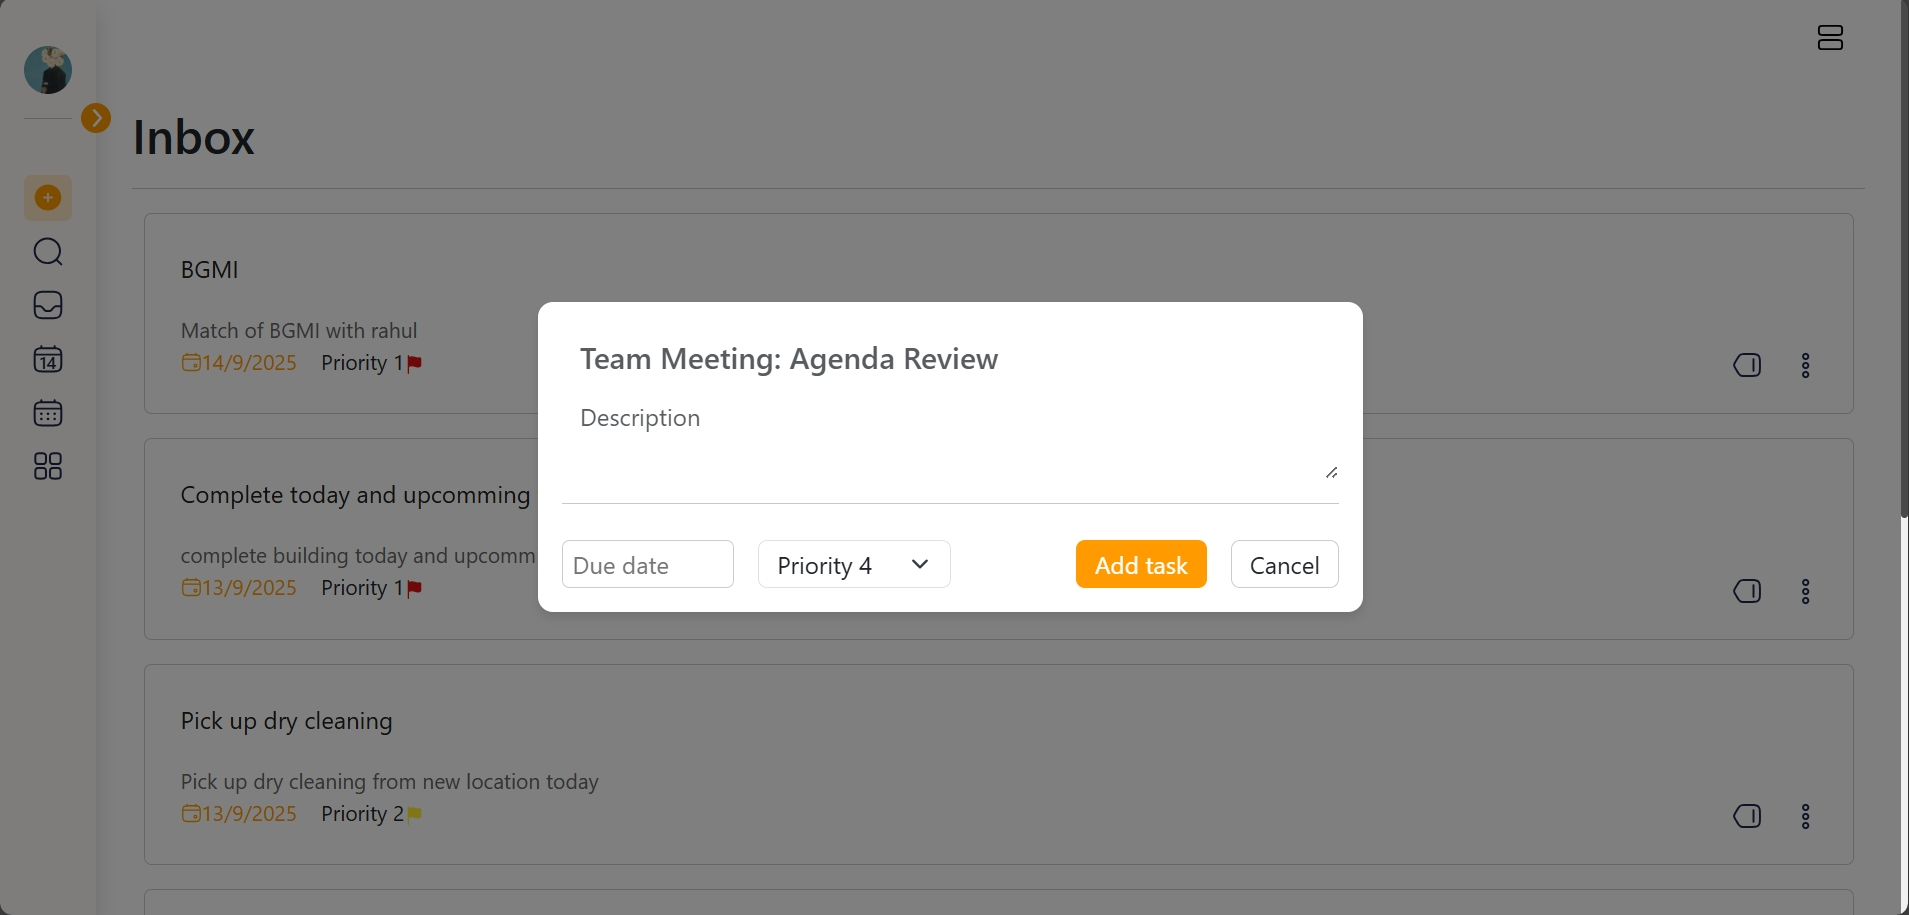 Inbox
BGMI
Match of BGMI with rahul
14/9/2025 Priority 1
Team Meeting: Agenda Review
Description
Due date Priority 4 Add task Cancel
14
Complete today and upcomming
complete building today and upcomm
13/9/2025 Priority 1
Pick up dry cleaning
Pick up dry cleaning from new location today
13/9/2025 Priority 2